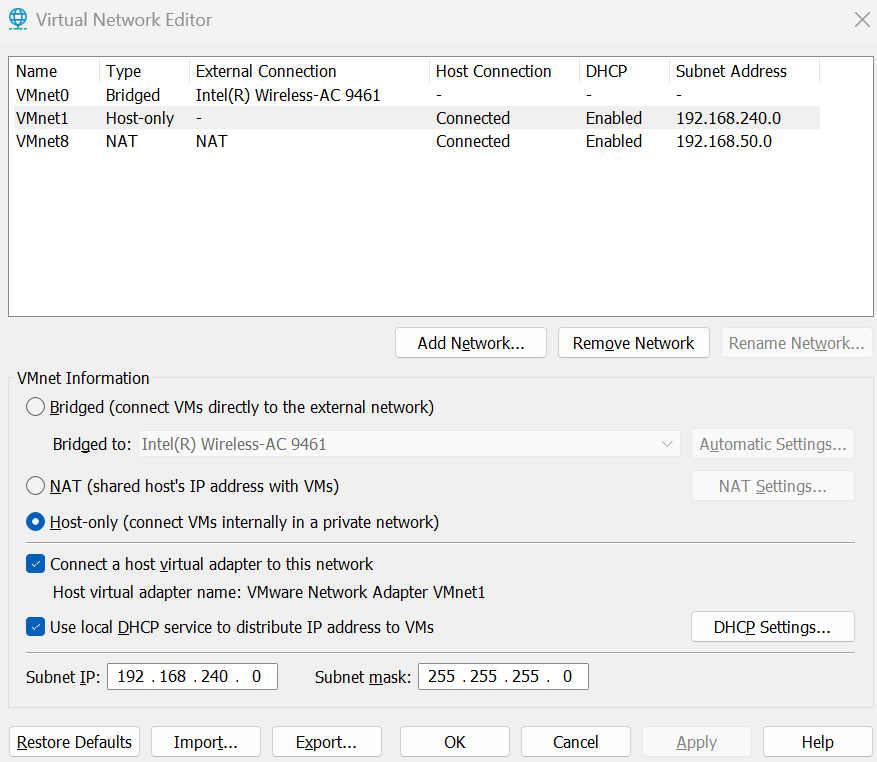 Virtual Network Editor
Name Type External Connection Host Connection DHCP Subnet Address
VMnet0 Bridged Intel(R) Wireless-AC 9461 - - -
VMnet1 Host-only - Connected Enabled 192.168.240.0
VMnet8 NAT NAT Connected Enabled 192.168.50.0
Add Network... Remove Network Rename Network...
VMnet Information
Bridged (connect VMs directly to the external network)
Bridged to: Intel(R) Wireless-AC 9461 Automatic Settings...
NAT (shared host's IP address with VMs) NAT Settings...
Host-only (connect VMs internally in a private network)
Connect a host virtual adapter to this network
Host virtual adapter name: VMware Network Adapter VMnet1
Use local DHCP service to distribute IP address to VMs DHCP Settings...
Subnet IP: 192 . 168 . 240 . 0 Subnet mask: 255 . 255 . 255 . 0
Restore Defaults Import... Export... OK Cancel Apply Help